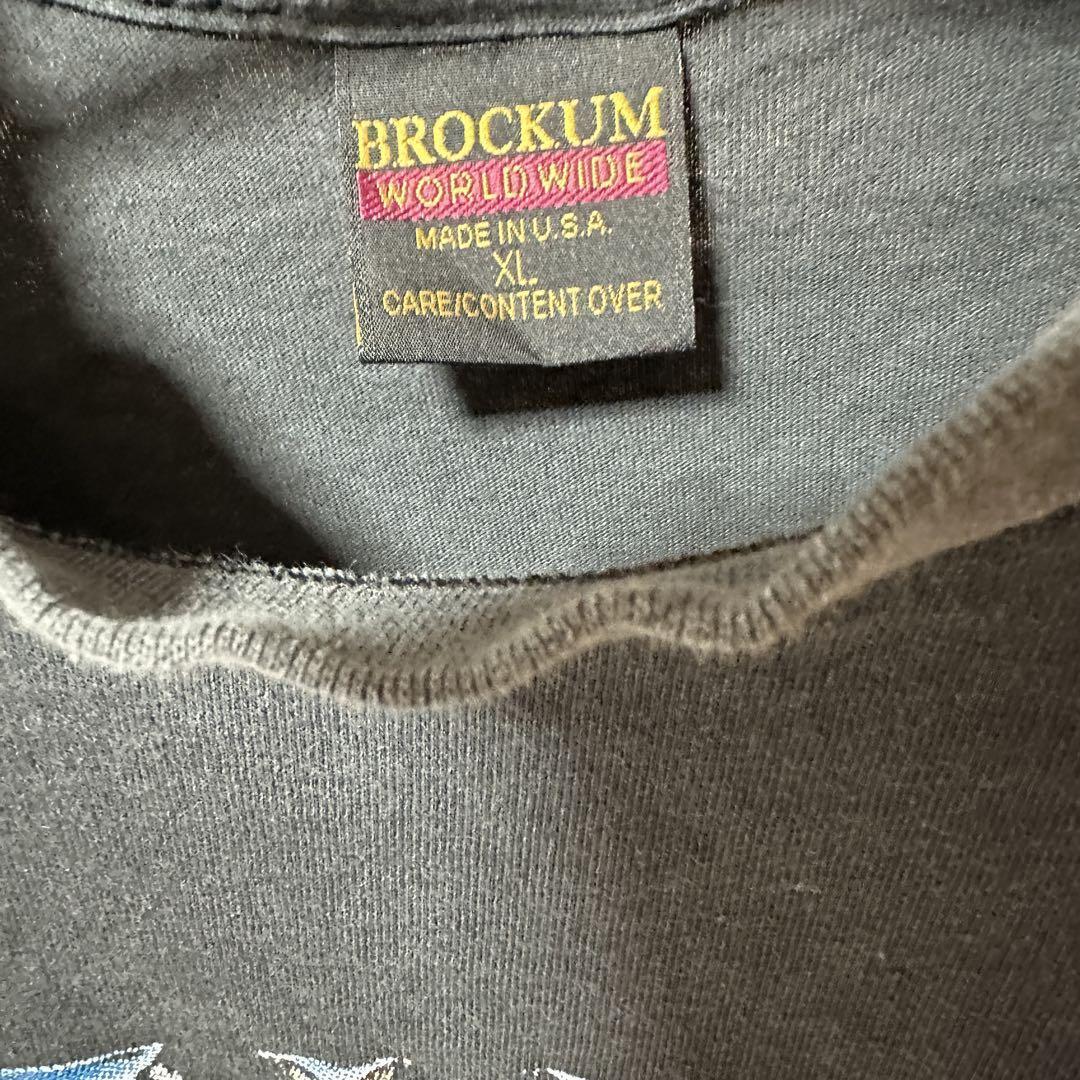 BROCKUM
WORLDWIDE
MADE IN U.S.A.
XL
CARE/CONTENT OVER